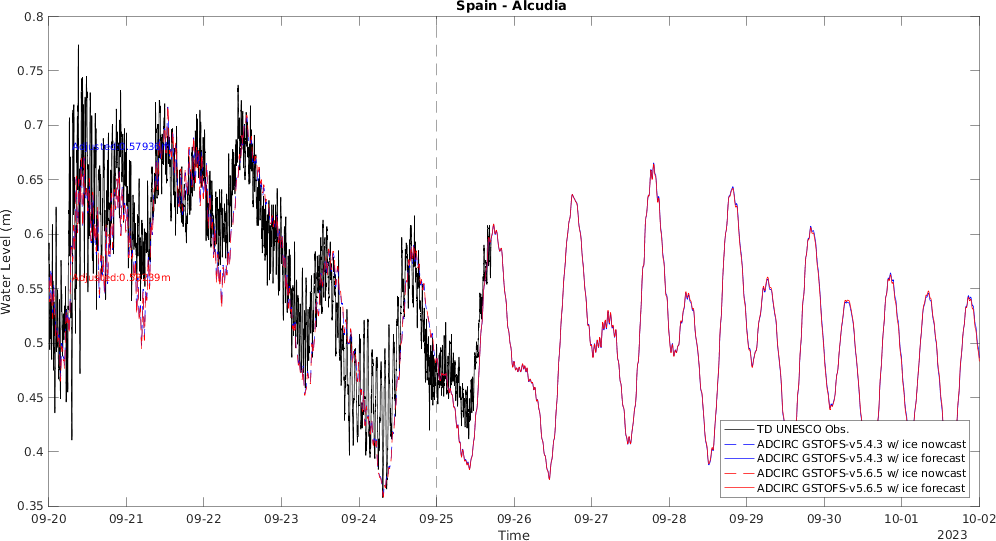 Spain - Alcudia
Water Level (m)
0.8
0.75
0.7
0.65
0.6
0.55
0.5
0.45
0.4
0.35
TD UNESCO Obs.
ADCIRC GSTOFS-v5.4.3 w/ ice nowcast
ADCIRC GSTOFS-v5.4.3 w/ ice forecast
ADCIRC GSTOFS-v5.6.5 w/ ice nowcast
ADCIRC GSTOFS-v5.6.5 w/ ice forecast
09-20 09-21 09-22 09-23 09-24 09-25 09-26 09-27 09-28 09-29 09-30 10-01 10-02
Time
2023